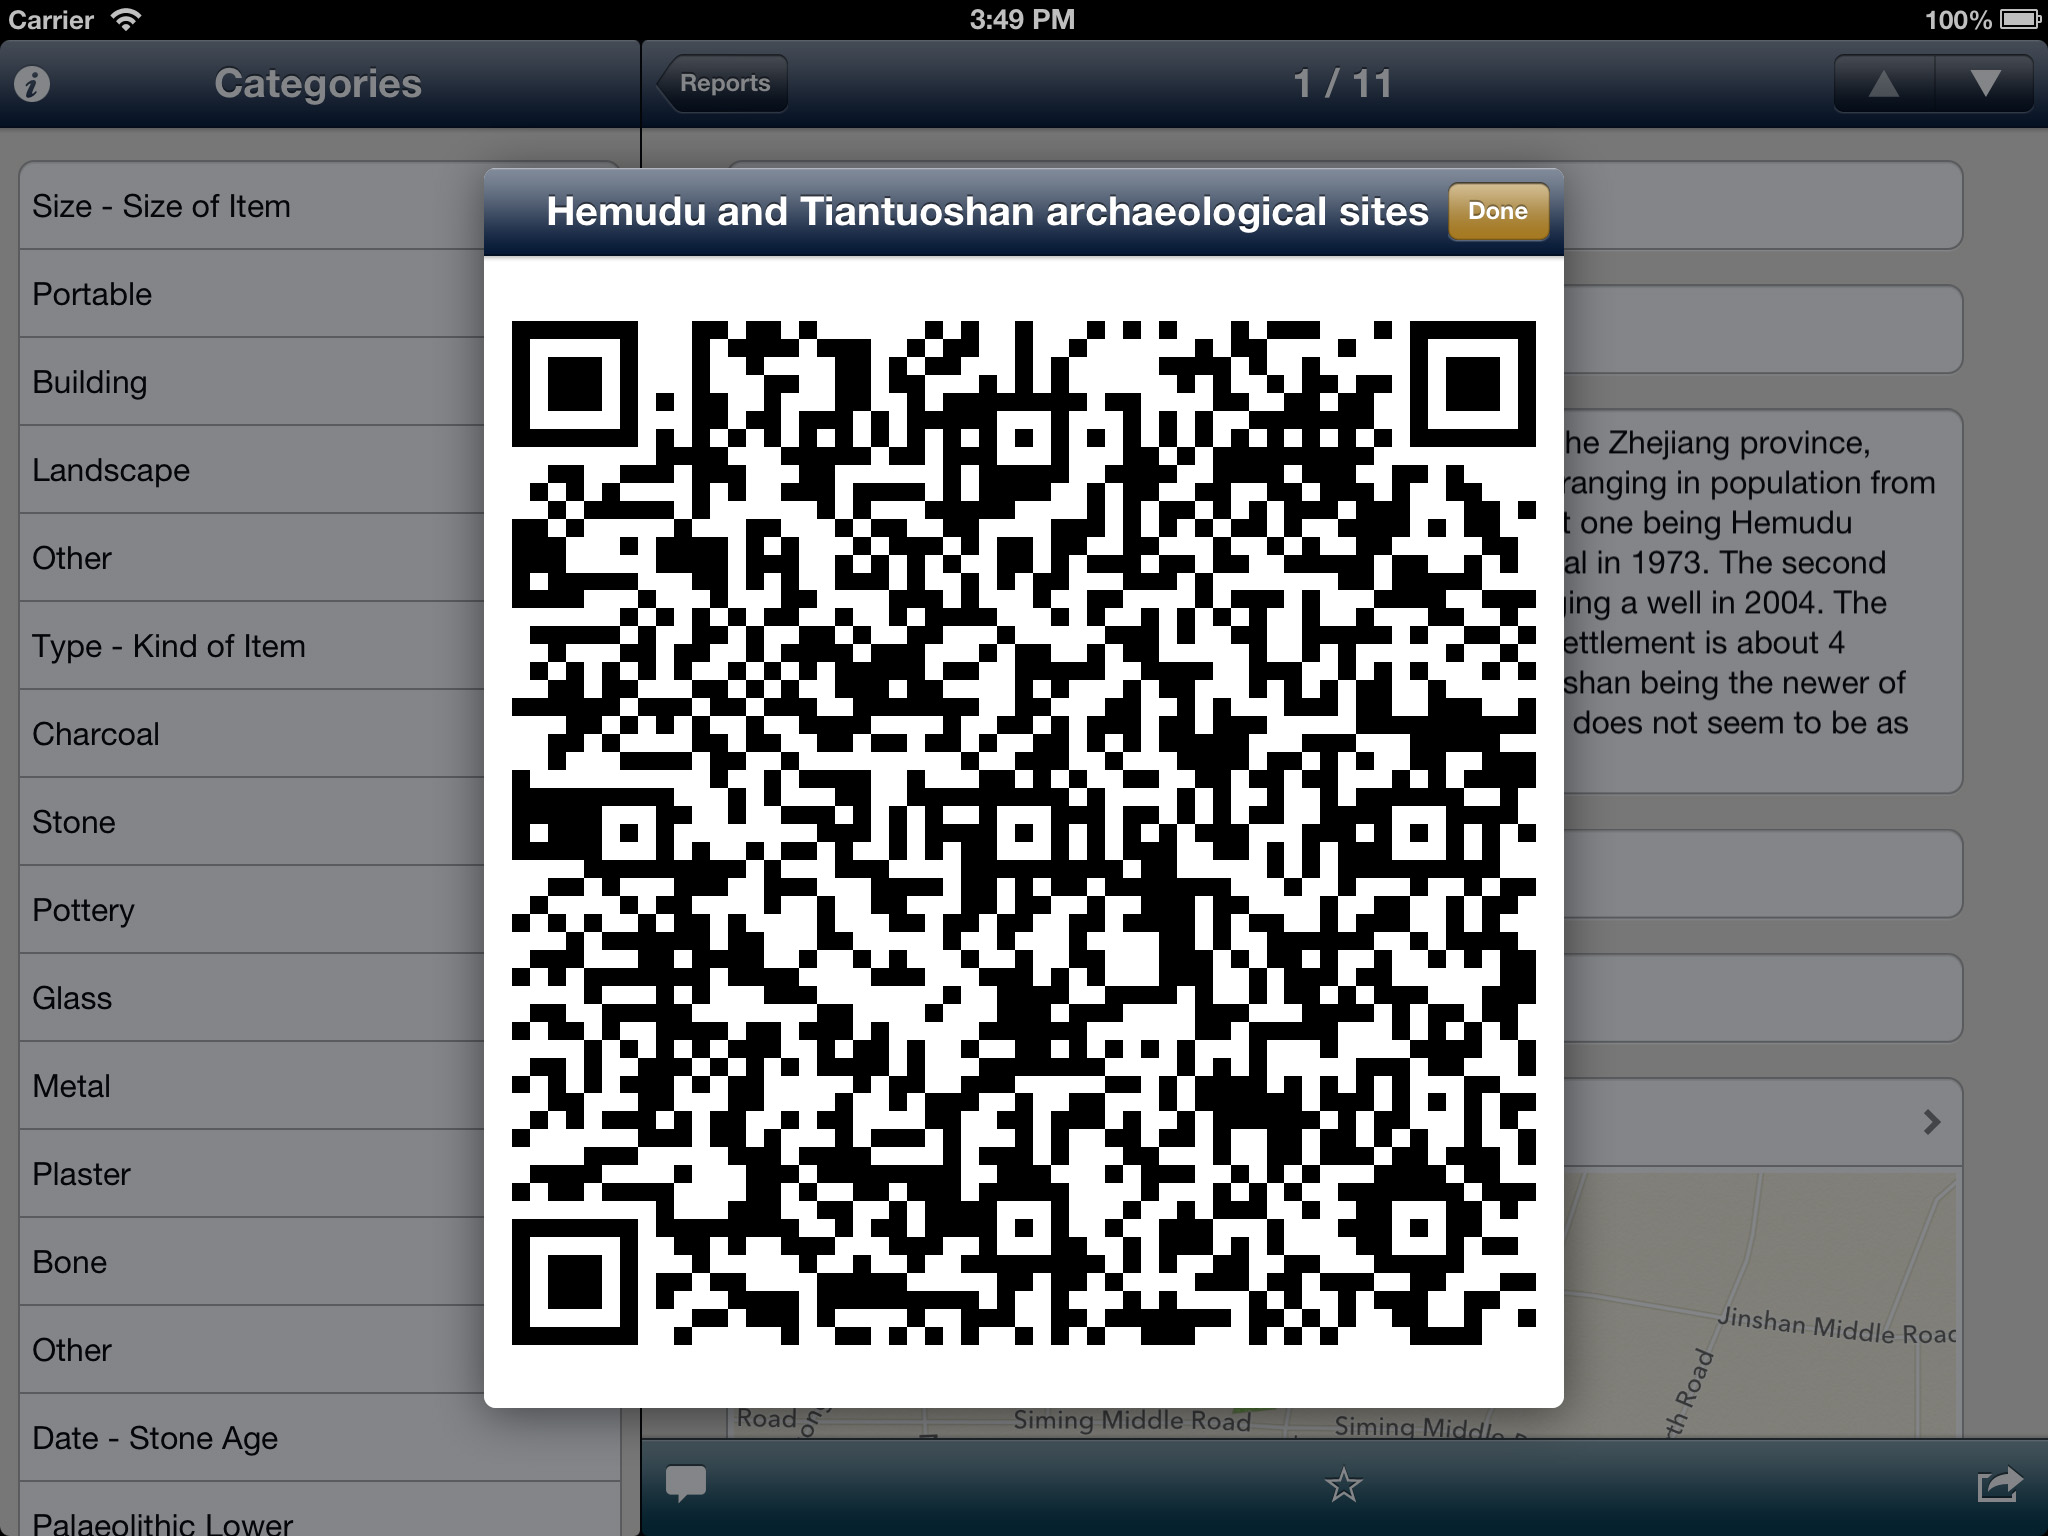 Carrier
3:49 PM
100%
Categories
Reports
1 / 11
Size - Size of Item
Portable
Building
Landscape
Other
Type - Kind of Item
Charcoal
Stone
Pottery
Glass
Metal
Plaster
Bone
Other
Date - Stone Age
Palaeolithic Lower
Hemudu and Tiantuoshan archaeological sites
Done
he Zhejiang province,
ranging in population from
one being Hemudu
al in 1973. The second
ing a well in 2004. The
ettlement is about 4
shan being the newer of
does not seem to be as
Jinshan Middle Road
rth Road
Road
Siming Middle Road
Siming Middle